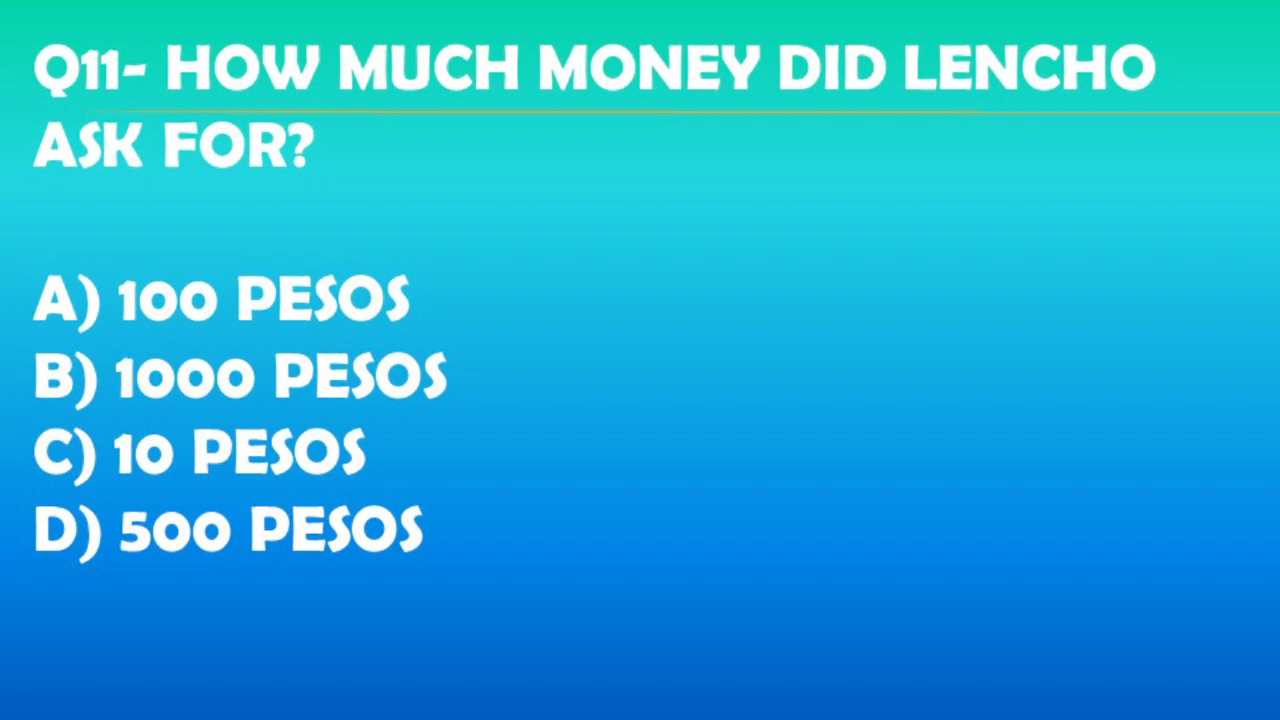 Q11- HOW MUCH MONEY DID LENCHO
ASK FOR?
A) 100 PESOS
B) 1000 PESOS
C) 10 PESOS
D) 500 PESOS